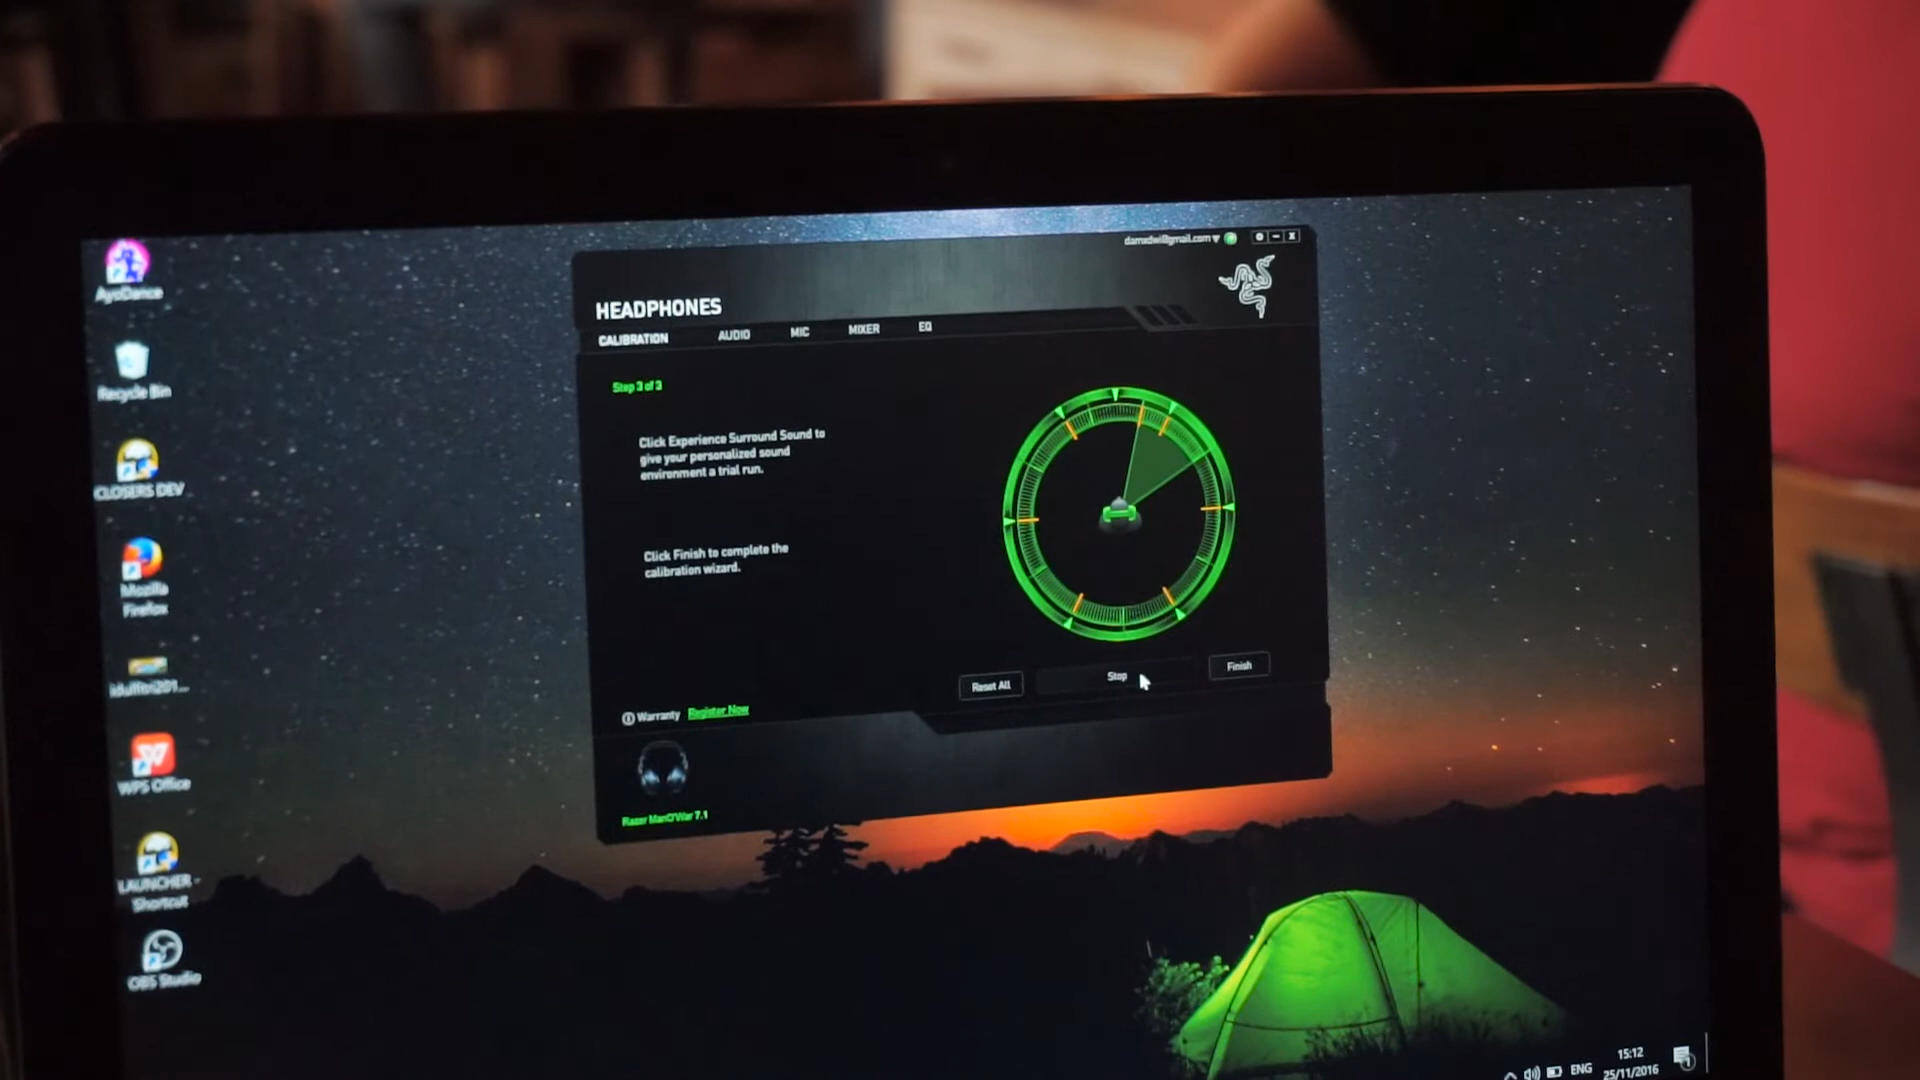 AyoDance
Recycle Bin
CLOSERS DEV
Mozilla
Firefox
WPS Office
LAUNCHER -
Shortcut
OBS Studio
HEADPHONES
CALIBRATION AUDIO MIC MIXER EQ
Step 3 of 3
Click Experience Surround Sound to
give your personalized sound
environment a trial run.
Click Finish to complete the
calibration wizard.
Reset All Stop Finish
Warranty Register Now
Razer ManO'War 7.1
ENG
15:12
25/11/2016